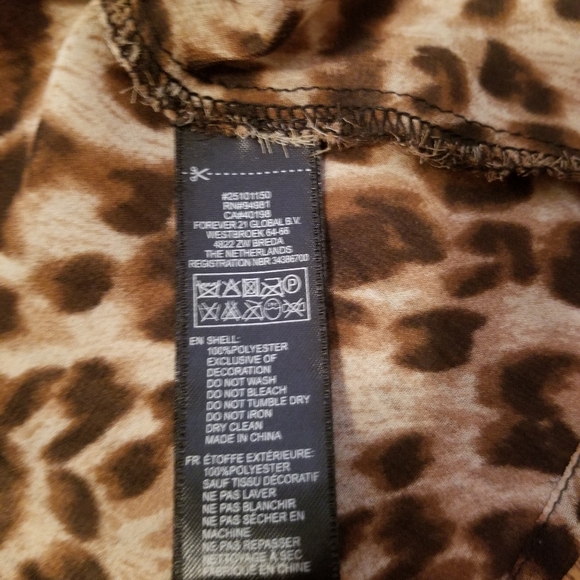 #25101150
RN#94981
CA#40198
FOREVER 21 GLOBAL B.V.
WESTBROEK 64-66
4822 ZW BREDA
THE NETHERLANDS
REGISTRATION NBR 34386700
EN SHELL:
100%POLYESTER
EXCLUSIVE OF
DECORATION
DO NOT WASH
DO NOT BLEACH
DO NOT TUMBLE DRY
DO NOT IRON
DRY CLEAN
MADE IN CHINA
FR ÉTOFFE EXTÉRIEURE:
100%POLYESTER
SAUF TISSU DÉCORATIF
NE PAS LAVER
NE PAS BLANCHIR
NE PAS SÉCHER EN
MACHINE
NE PAS REPASSER
NETTOYAGE À SEC
FABRIQUÉ EN CHINE